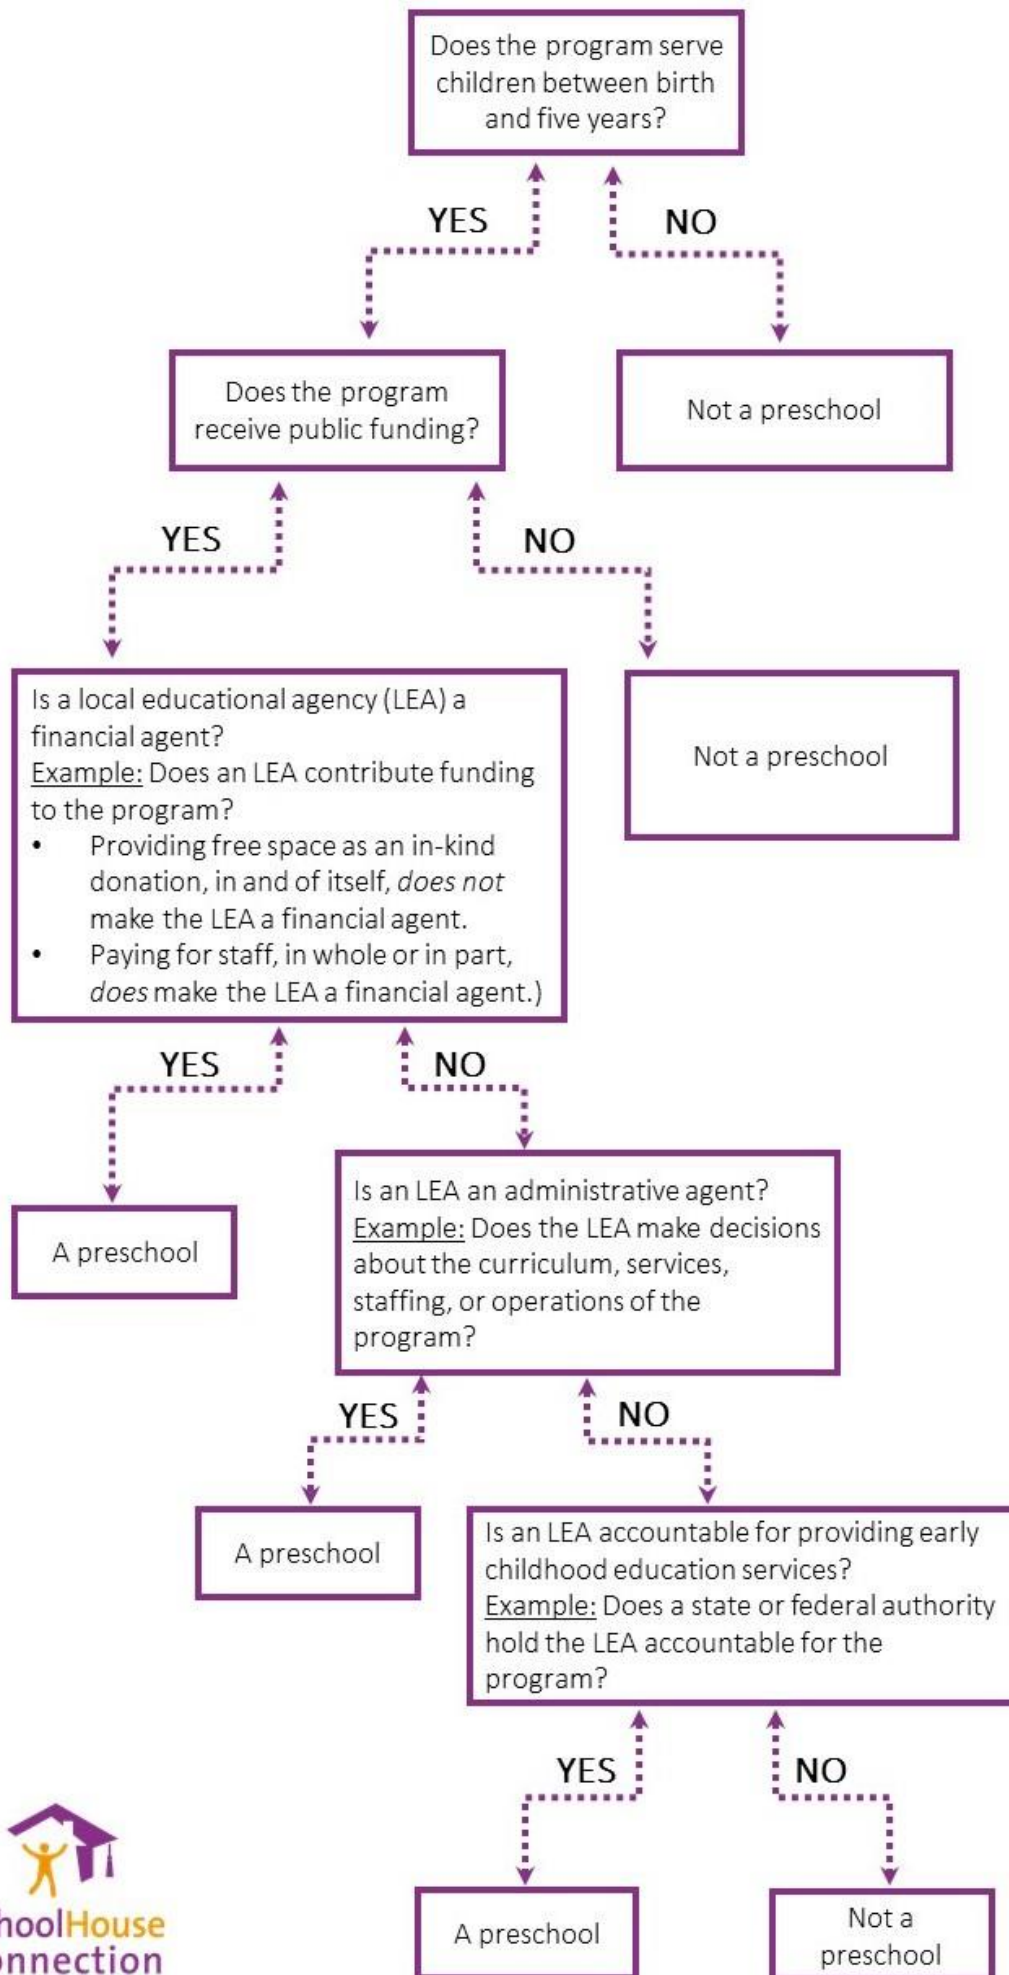 Does the program serve
children between birth
and five years?
YES
NO
Does the program
receive public funding?
Not a preschool
YES
NO
Is a local educational agency (LEA) a
financial agent?
Example: Does an LEA contribute funding
to the program?
• Providing free space as an in-kind
donation, in and of itself, does not
make the LEA a financial agent.
• Paying for staff, in whole or in part,
does make the LEA a financial agent.)
Not a preschool
YES
NO
A preschool
Is an LEA an administrative agent?
Example: Does the LEA make decisions
about the curriculum, services,
staffing, or operations of the
program?
YES
NO
A preschool
Is an LEA accountable for providing early
childhood education services?
Example: Does a state or federal authority
hold the LEA accountable for the
program?
YES
NO
A preschool
Not a
preschool
hoolHouse
onnection